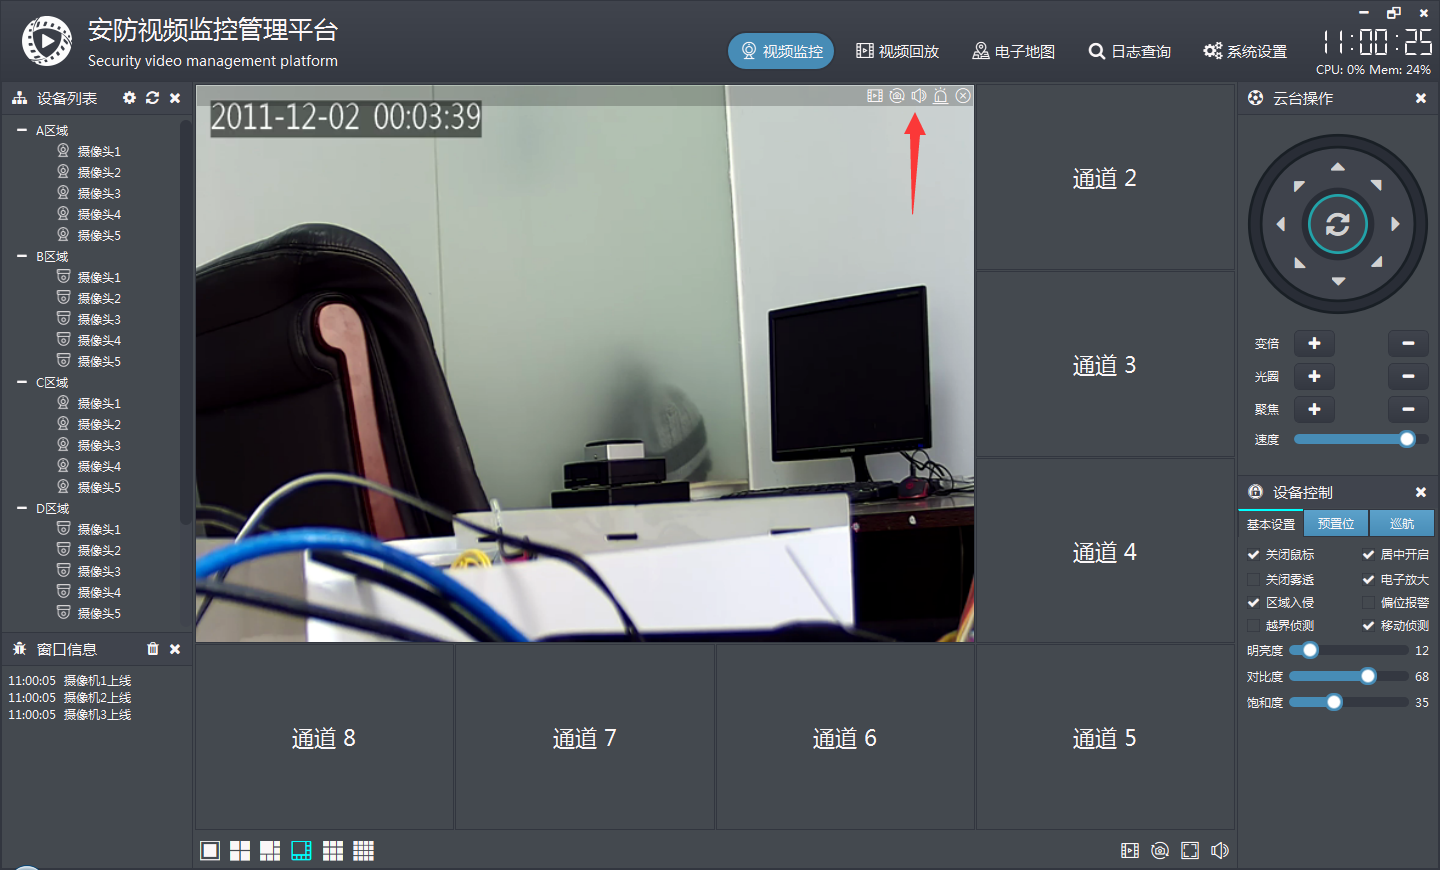 安防视频监控管理平台
Security video management platform
视频监控
视频回放
电子地图
日志查询
系统设置
11:00:25
CPU: 0% Mem: 24%
设备列表
A区域
摄像头1
摄像头2
摄像头3
摄像头4
摄像头5
B区域
摄像头1
摄像头2
摄像头3
摄像头4
摄像头5
C区域
摄像头1
摄像头2
摄像头3
摄像头4
摄像头5
D区域
摄像头1
摄像头2
摄像头3
摄像头4
摄像头5
窗口信息
11:00:05 摄像机1上线
11:00:05 摄像机2上线
11:00:05 摄像机3上线
2011-12-02 00:03:39
通道 2
通道 3
通道 4
通道 8
通道 7
通道 6
通道 5
云台操作
变倍
光圈
聚焦
速度
设备控制
基本设置 预置位 巡航
关闭鼠标 居中开启
关闭雾透 电子放大
区域入侵 偏位报警
越界侦测 移动侦测
明亮度 12
对比度 68
饱和度 35